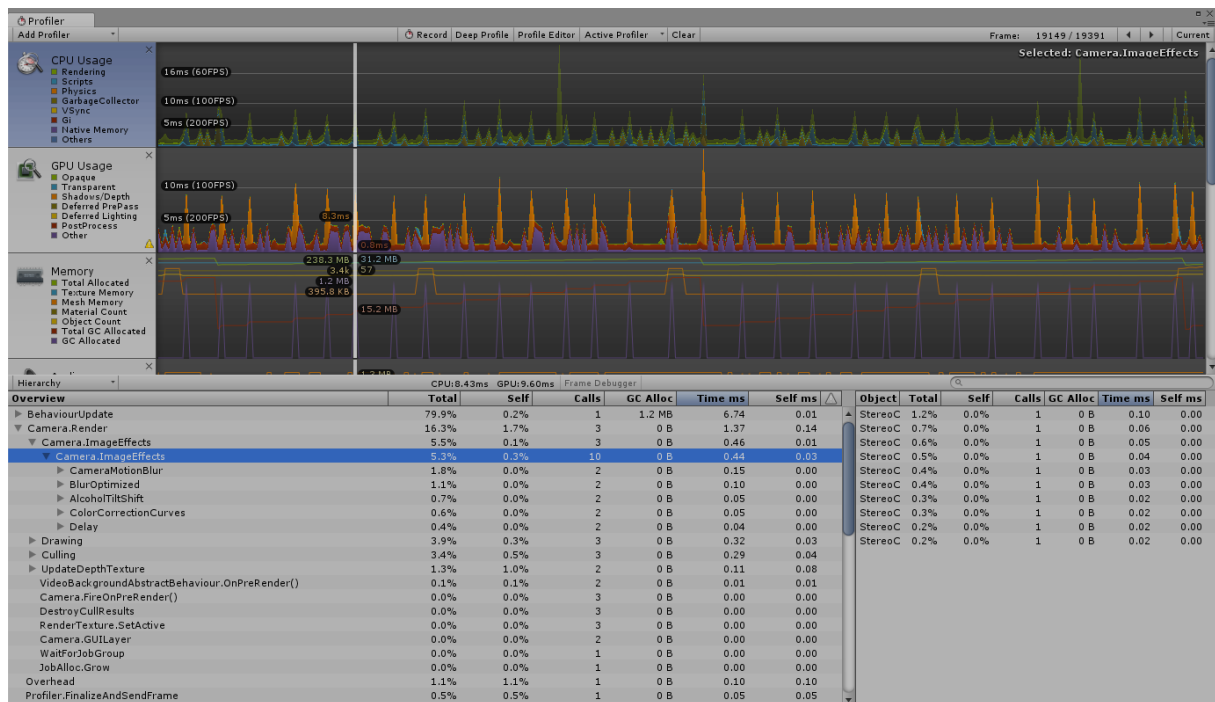 Profiler
Add Profiler Record Deep Profile Profile Editor Active Profiler Clear Frame: 19149 / 19391 Current
Selected: Camera.ImageEffects
CPU Usage
Rendering
Scripts
Physics
GarbageCollector
VSync
Gi
Native Memory
Others
16ms (60FPS)
10ms (100FPS)
5ms (200FPS)
GPU Usage
Opaque
Transparent
Shadows/Depth
Deferred PrePass
Deferred Lighting
PostProcess
Other
10ms (100FPS)
5ms (200FPS)
8.3ms
0.8ms
Memory
Total Allocated
Texture Memory
Mesh Memory
Material Count
Object Count
Total GC Allocated
GC Allocated
238.3 MB 31.2 MB
3.4k 57
1.2 MB
395.8 KB
15.2 MB
Hierarchy CPU:8.43ms GPU:9.60ms Frame Debugger
Overview Total Self Calls GC Alloc Time ms Self ms
BehaviourUpdate 79.9% 0.2% 1 1.2 MB 6.74 0.01
Camera.Render 16.3% 1.7% 3 0 B 1.37 0.14
Camera.ImageEffects 5.5% 0.1% 3 0 B 0.46 0.01
Camera.ImageEffects 5.3% 0.3% 10 0 B 0.44 0.03
CameraMotionBlur 1.8% 0.0% 2 0 B 0.15 0.00
BlurOptimized 1.1% 0.0% 2 0 B 0.10 0.00
AlcoholTiltShift 0.7% 0.0% 2 0 B 0.05 0.00
ColorCorrectionCurves 0.6% 0.0% 2 0 B 0.05 0.00
Delay 0.4% 0.0% 2 0 B 0.04 0.00
Drawing 3.9% 0.3% 3 0 B 0.32 0.03
Culling 3.4% 0.5% 3 0 B 0.29 0.04
UpdateDepthTexture 1.3% 1.0% 2 0 B 0.11 0.08
VideoBackgroundAbstractBehaviour.OnPreRender() 0.1% 0.1% 2 0 B 0.01 0.01
Camera.FireOnPreRender() 0.0% 0.0% 3 0 B 0.00 0.00
DestroyCullResults 0.0% 0.0% 3 0 B 0.00 0.00
RenderTexture.SetActive 0.0% 0.0% 3 0 B 0.00 0.00
Camera.GUILayer 0.0% 0.0% 2 0 B 0.00 0.00
WaitForJobGroup 0.0% 0.0% 1 0 B 0.00 0.00
JobAlloc.Grow 0.0% 0.0% 1 0 B 0.00 0.00
Overhead 1.1% 1.1% 1 0 B 0.10 0.10
Profiler.FinalizeAndSendFrame 0.5% 0.5% 1 0 B 0.05 0.05
Object Total Self Calls GC Alloc Time ms Self ms
StereoC 1.2% 0.0% 1 0 B 0.10 0.00
StereoC 0.7% 0.0% 1 0 B 0.06 0.00
StereoC 0.6% 0.0% 1 0 B 0.05 0.00
StereoC 0.5% 0.0% 1 0 B 0.04 0.00
StereoC 0.4% 0.0% 1 0 B 0.03 0.00
StereoC 0.4% 0.0% 1 0 B 0.03 0.00
StereoC 0.3% 0.0% 1 0 B 0.02 0.00
StereoC 0.3% 0.0% 1 0 B 0.02 0.00
StereoC 0.2% 0.0% 1 0 B 0.02 0.00
StereoC 0.2% 0.0% 1 0 B 0.02 0.00